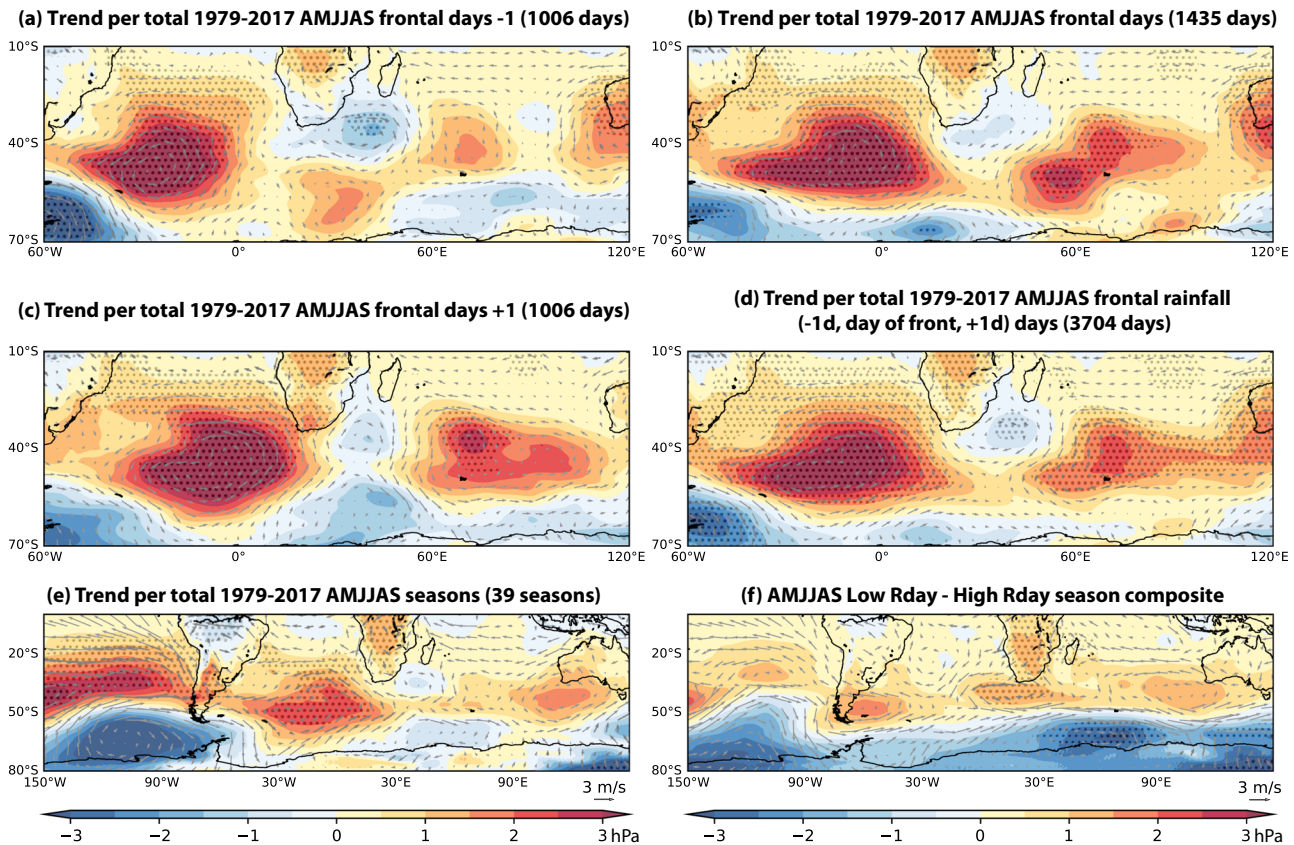 (a) Trend per total 1979-2017 AMJJAS frontal days -1 (1006 days)
(b) Trend per total 1979-2017 AMJJAS frontal days (1435 days)
10°S
40°S
70°S
60°W
0°
60°E
120°E
10°S
40°S
70°S
60°W
0°
60°E
120°E
(c) Trend per total 1979-2017 AMJJAS frontal days +1 (1006 days)
(d) Trend per total 1979-2017 AMJJAS frontal rainfall
(-1d, day of front, +1d) days (3704 days)
10°S
40°S
70°S
60°W
0°
60°E
120°E
10°S
40°S
70°S
60°W
0°
60°E
120°E
(e) Trend per total 1979-2017 AMJJAS seasons (39 seasons)
(f) AMJJAS Low Rday - High Rday season composite
20°S
50°S
80°S
150°W
90°W
30°W
30°E
90°E
3 m/s
20°S
50°S
80°S
150°W
90°W
30°W
30°E
90°E
3 m/s
−3 −2 −1 0 1 2 3 hPa
−3 −2 −1 0 1 2 3 hPa